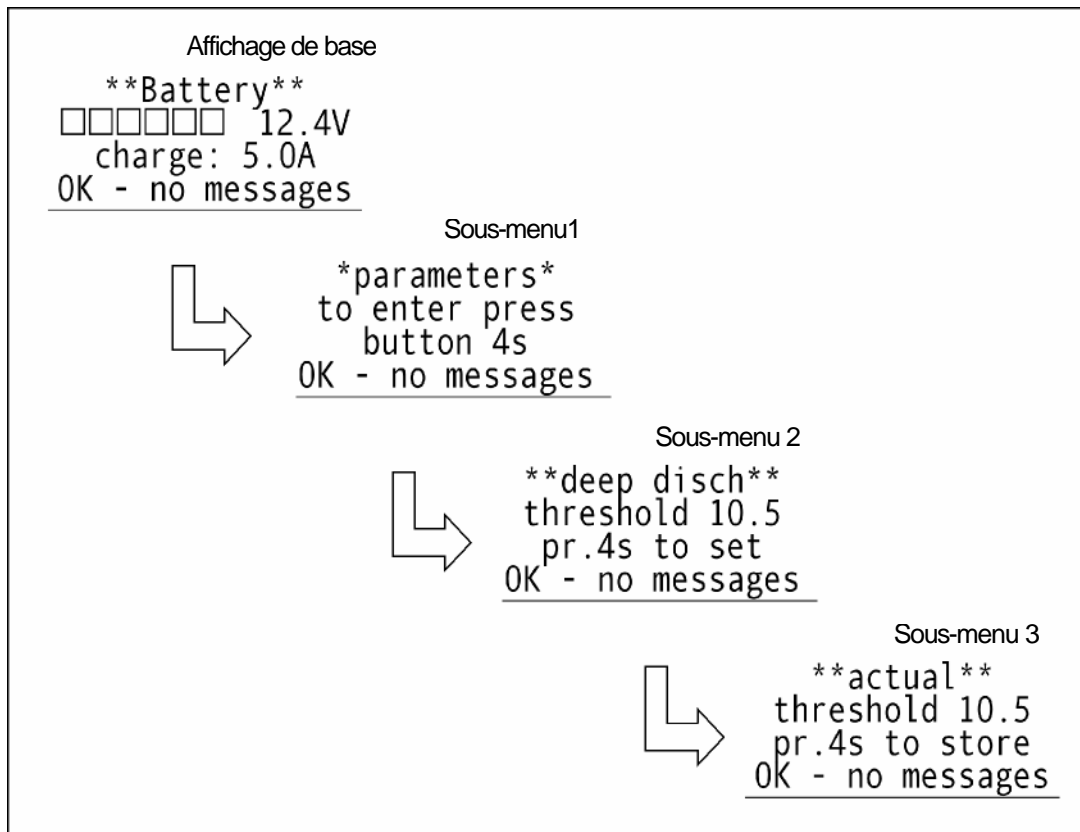 Affichage de base
**Battery**
□□□□□□ 12.4V
charge: 5.0A
OK - no messages
Sous-menu1
*parameters*
to enter press
button 4s
OK - no messages
Sous-menu 2
**deep disch**
threshold 10.5
pr.4s to set
OK - no messages
Sous-menu 3
**actual**
threshold 10.5
pr.4s to store
OK - no messages